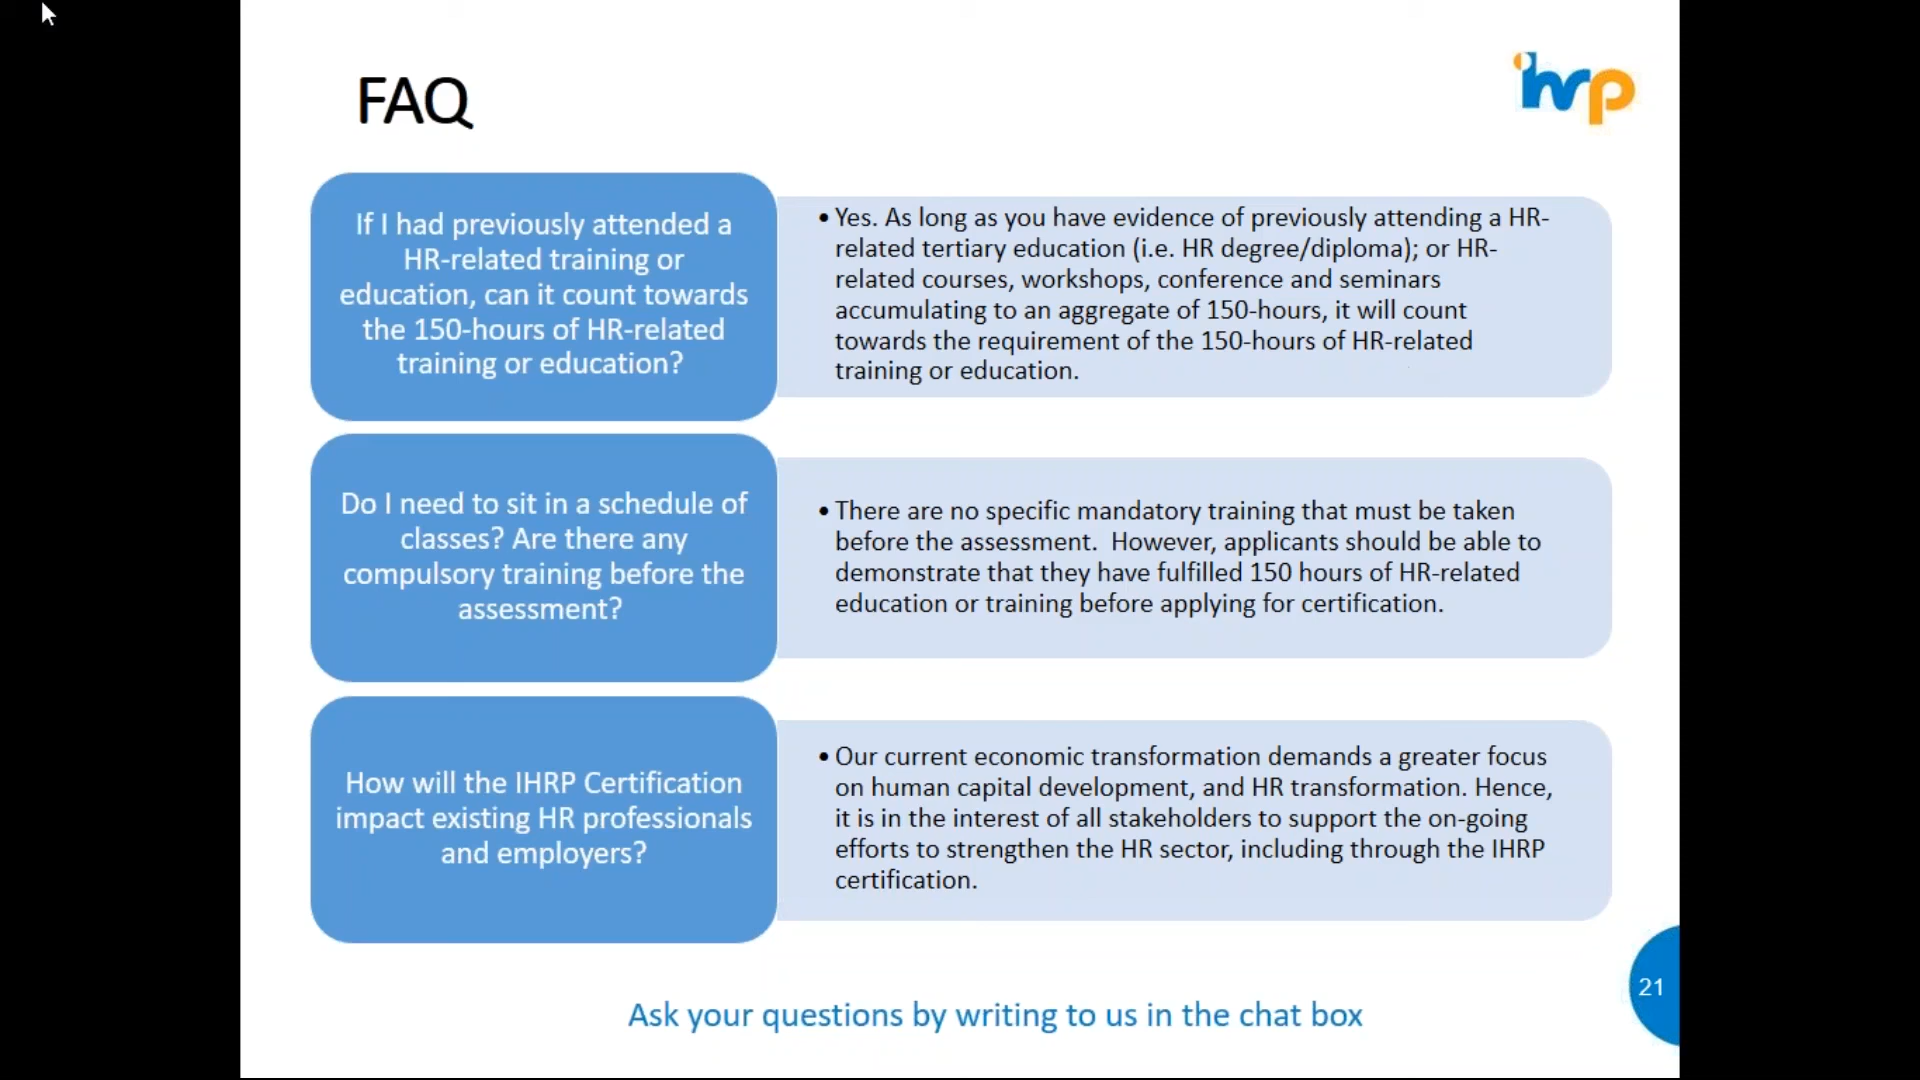 FAQ
ihrp
If I had previously attended a
HR-related training or
education, can it count towards
the 150-hours of HR-related
training or education?
• Yes. As long as you have evidence of previously attending a HR-
related tertiary education (i.e. HR degree/diploma); or HR-
related courses, workshops, conference and seminars
accumulating to an aggregate of 150-hours, it will count
towards the requirement of the 150-hours of HR-related
training or education.
Do I need to sit in a schedule of
classes? Are there any
compulsory training before the
assessment?
• There are no specific mandatory training that must be taken
before the assessment.  However, applicants should be able to
demonstrate that they have fulfilled 150 hours of HR-related
education or training before applying for certification.
How will the IHRP Certification
impact existing HR professionals
and employers?
• Our current economic transformation demands a greater focus
on human capital development, and HR transformation. Hence,
it is in the interest of all stakeholders to support the on-going
efforts to strengthen the HR sector, including through the IHRP
certification.
21
Ask your questions by writing to us in the chat box